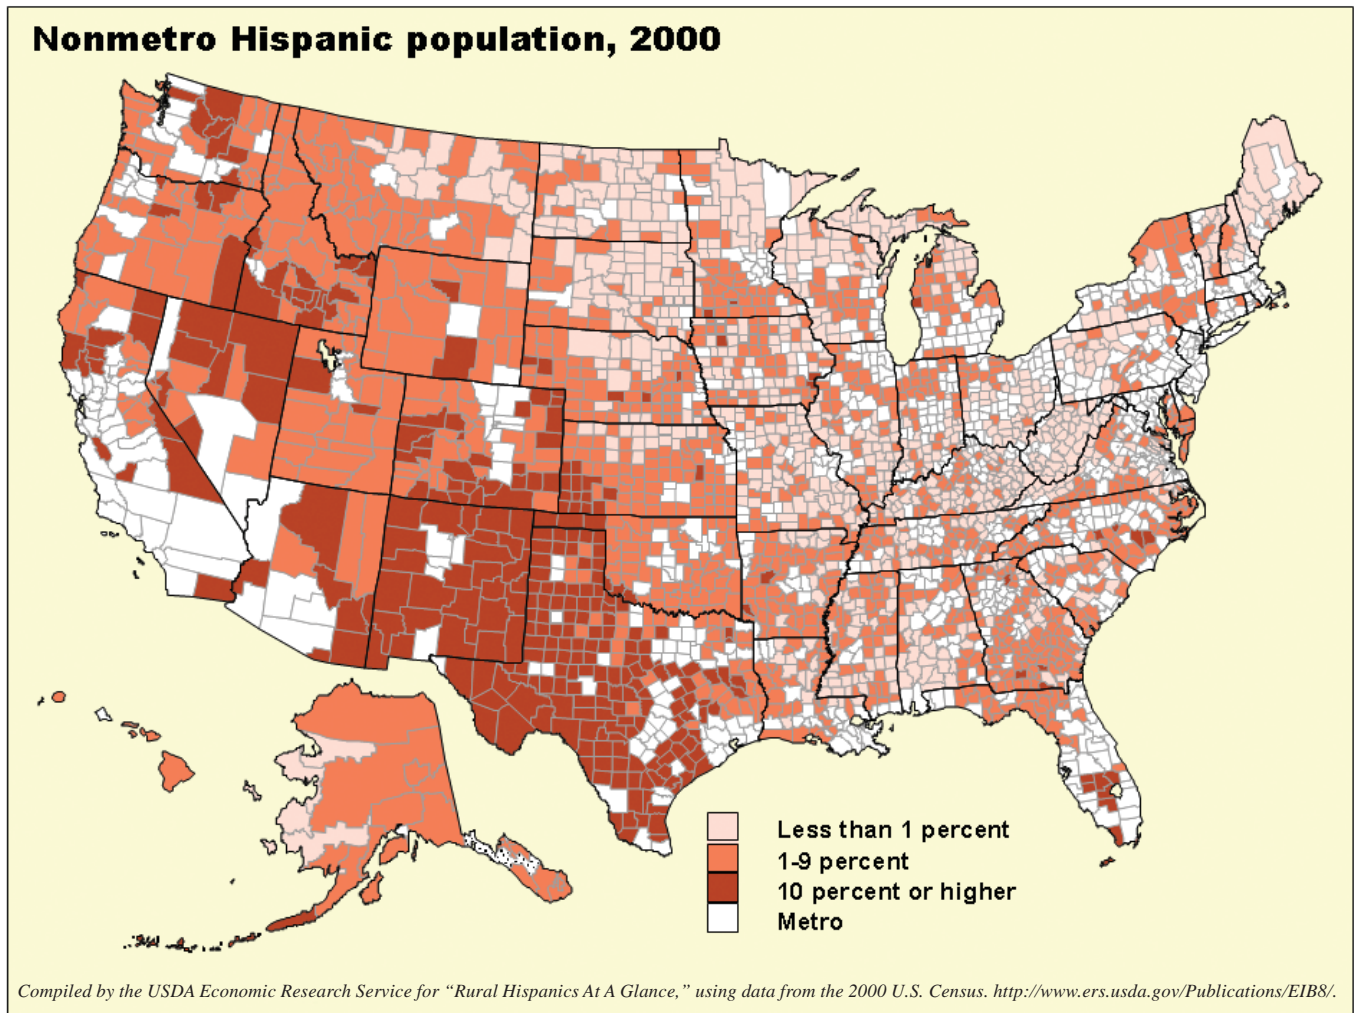 Nonmetro Hispanic population, 2000
Less than 1 percent
1-9 percent
10 percent or higher
Metro
Compiled by the USDA Economic Research Service for “Rural Hispanics At A Glance,” using data from the 2000 U.S. Census. http://www.ers.usda.gov/Publications/EIB8/.